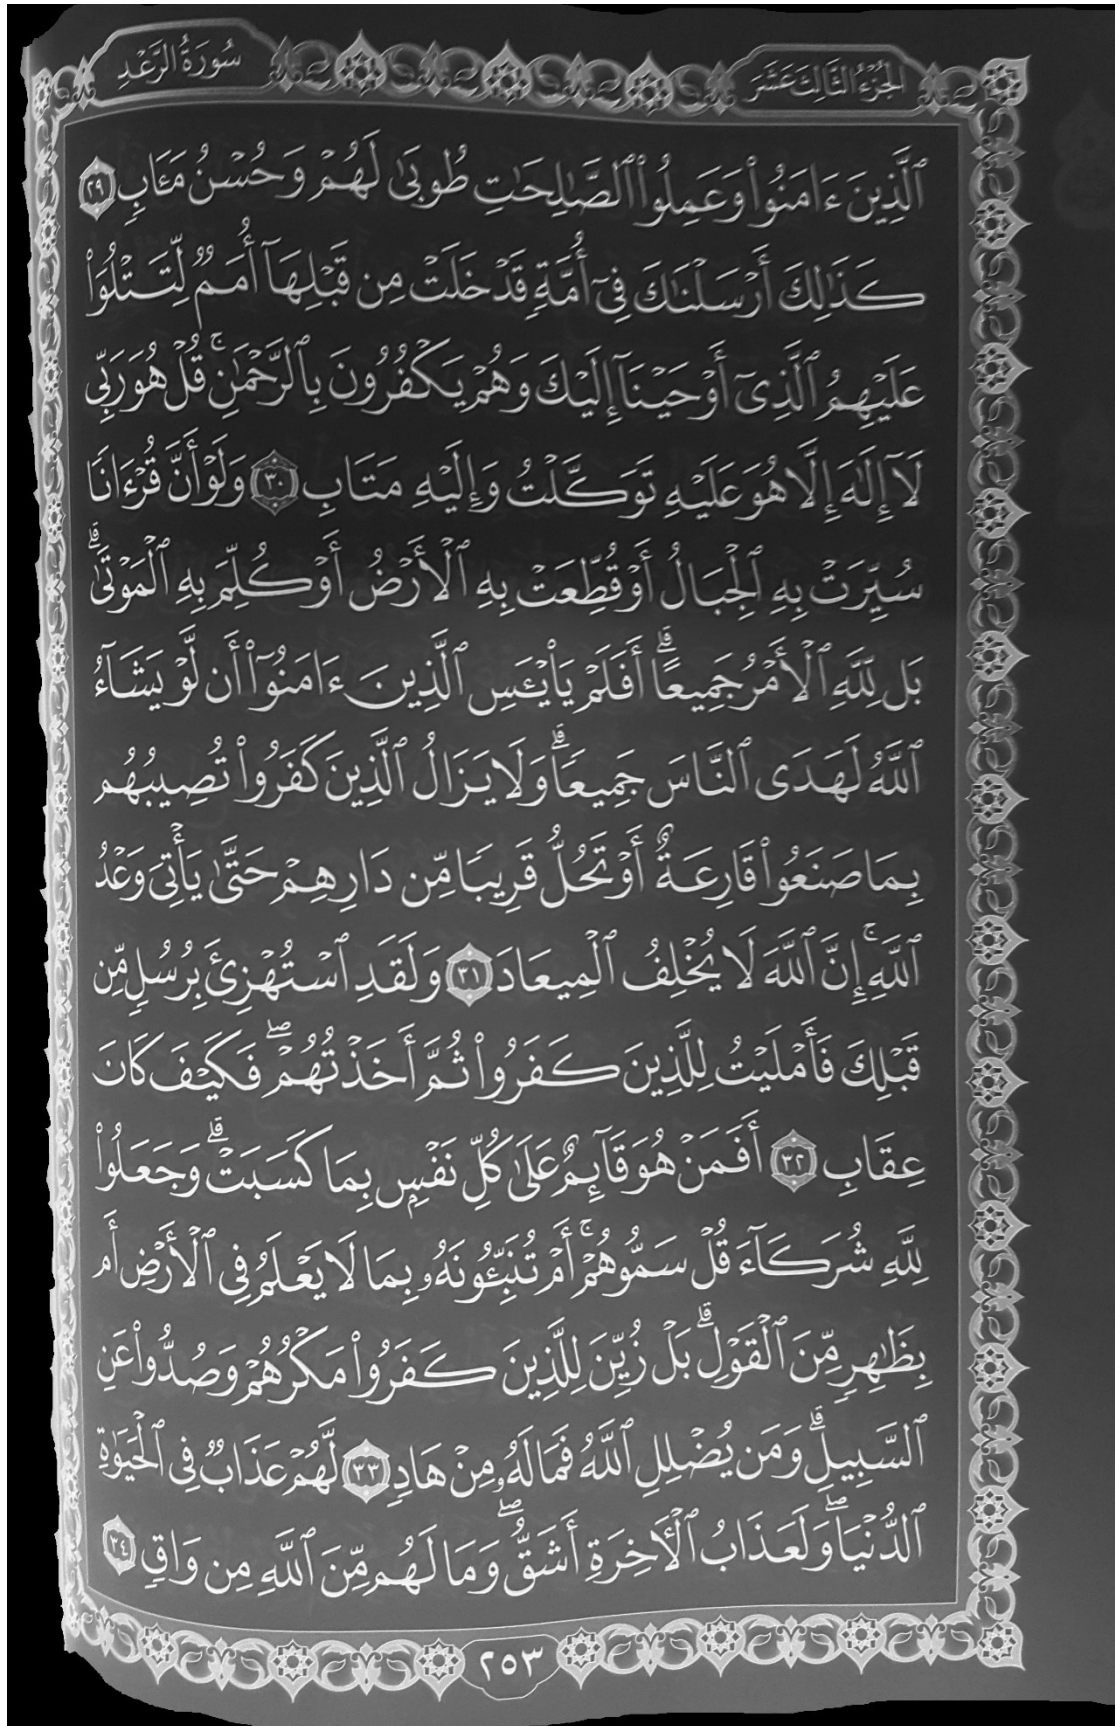 الجزء الثالث عشر
سورة الرعد
ٱلَّذِينَ ءَامَنُواْ وَعَمِلُواْ ٱلصَّٰلِحَٰتِ طُوبَىٰ لَهُمْ وَحُسْنُ مَـَٔابٍ ٢٩
كَذَٰلِكَ أَرْسَلْنَٰكَ فِىٓ أُمَّةٍ قَدْ خَلَتْ مِن قَبْلِهَآ أُمَمٌ لِّتَتْلُوَاْ
عَلَيْهِمُ ٱلَّذِىٓ أَوْحَيْنَآ إِلَيْكَ وَهُمْ يَكْفُرُونَ بِٱلرَّحْمَٰنِ ۚ قُلْ هُوَ رَبِّى
لَآ إِلَٰهَ إِلَّا هُوَ عَلَيْهِ تَوَكَّلْتُ وَإِلَيْهِ مَتَابِ ٣٠ وَلَوْ أَنَّ قُرْءَانًا
سُيِّرَتْ بِهِ ٱلْجِبَالُ أَوْ قُطِّعَتْ بِهِ ٱلْأَرْضُ أَوْ كُلِّمَ بِهِ ٱلْمَوْتَىٰ ۗ
بَل لِّلَّهِ ٱلْأَمْرُ جَمِيعًا ۗ أَفَلَمْ يَاْيْـَٔسِ ٱلَّذِينَ ءَامَنُوٓاْ أَن لَّوْ يَشَآءُ
ٱللَّهُ لَهَدَى ٱلنَّاسَ جَمِيعًا ۗ وَلَا يَزَالُ ٱلَّذِينَ كَفَرُواْ تُصِيبُهُم
بِمَا صَنَعُواْ قَارِعَةٌ أَوْ تَحُلُّ قَرِيبًا مِّن دَارِهِمْ حَتَّىٰ يَأْتِىَ وَعْدُ
ٱللَّهِ ۚ إِنَّ ٱللَّهَ لَا يُخْلِفُ ٱلْمِيعَادَ ٣١ وَلَقَدِ ٱسْتُهْزِئَ بِرُسُلٍ مِّن
قَبْلِكَ فَأَمْلَيْتُ لِلَّذِينَ كَفَرُواْ ثُمَّ أَخَذْتُهُمْ ۖ فَكَيْفَ كَانَ
عِقَابِ ٣٢ أَفَمَنْ هُوَ قَآئِمٌ عَلَىٰ كُلِّ نَفْسٍۭ بِمَا كَسَبَتْ ۗ وَجَعَلُواْ
لِلَّهِ شُرَكَآءَ قُلْ سَمُّوهُمْ ۚ أَمْ تُنَبِّـُٔونَهُۥ بِمَا لَا يَعْلَمُ فِى ٱلْأَرْضِ أَم
بِظَٰهِرٍ مِّنَ ٱلْقَوْلِ ۗ بَلْ زُيِّنَ لِلَّذِينَ كَفَرُواْ مَكْرُهُمْ وَصُدُّواْ عَنِ
ٱلسَّبِيلِ ۗ وَمَن يُضْلِلِ ٱللَّهُ فَمَا لَهُۥ مِنْ هَادٍ ٣٣ لَّهُمْ عَذَابٌ فِى ٱلْحَيَوٰةِ
ٱلدُّنْيَا ۖ وَلَعَذَابُ ٱلْأَخِرَةِ أَشَقُّ ۖ وَمَا لَهُم مِّنَ ٱللَّهِ مِن وَاقٍ ٣٤
٢٥٣